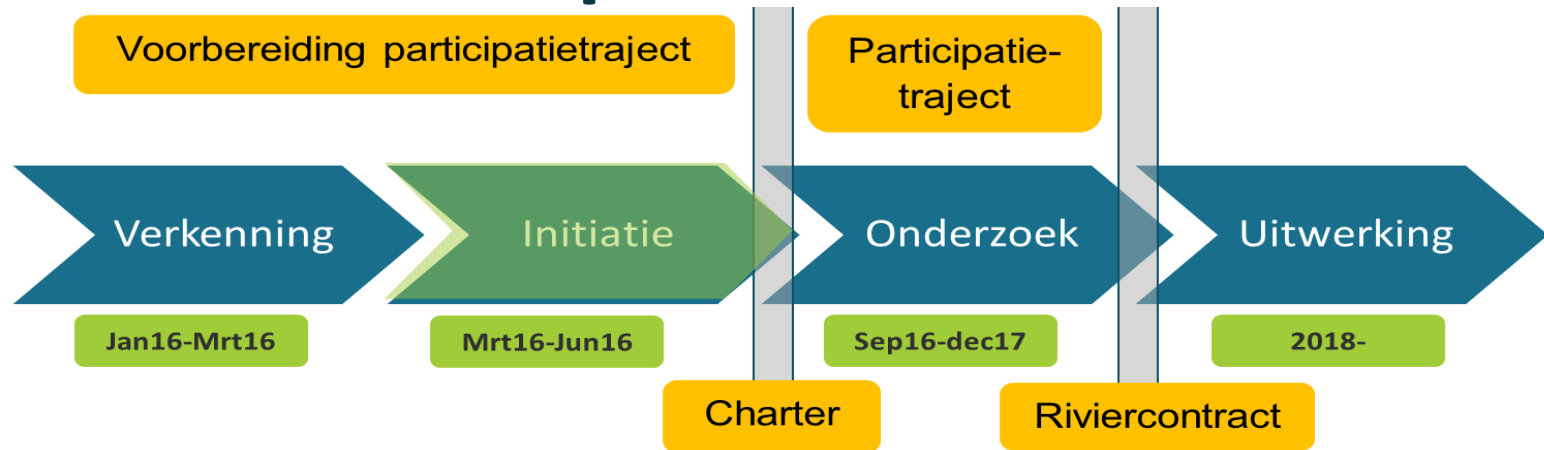 Voorbereiding participatietraject
Participatie-
traject
Verkenning
Initiatie
Onderzoek
Uitwerking
Jan16-Mrt16
Mrt16-Jun16
Sep16-dec17
2018-
Charter
Riviercontract